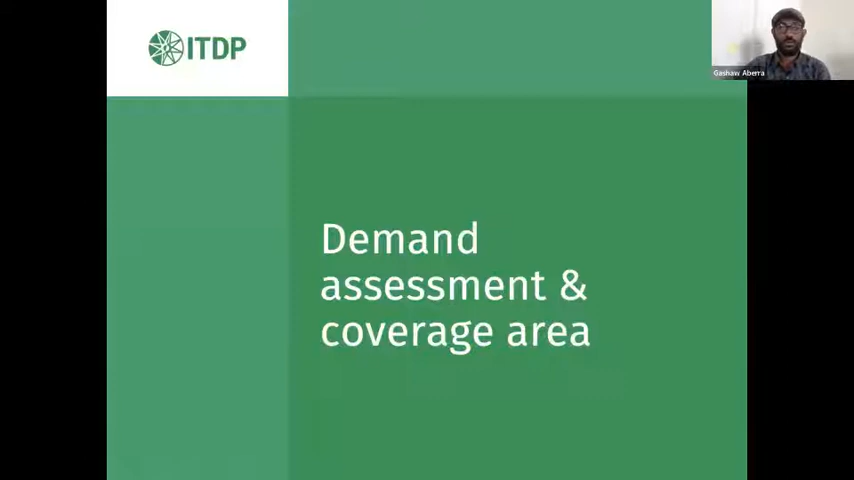 ITDP
Gashaw Aberra
Demand
assessment &
coverage area